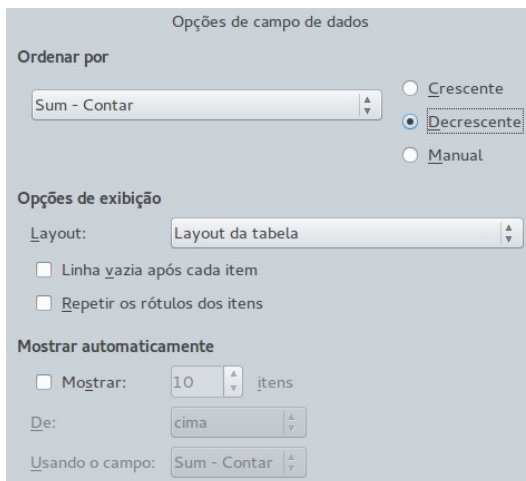 Opções de campo de dados
Ordenar por
Sum - Contar
Crescente
Decrescente
Manual
Opções de exibição
Layout: Layout da tabela
Linha vazia após cada item
Repetir os rótulos dos itens
Mostrar automaticamente
Mostrar: 10 itens
De: cima
Usando o campo: Sum - Contar